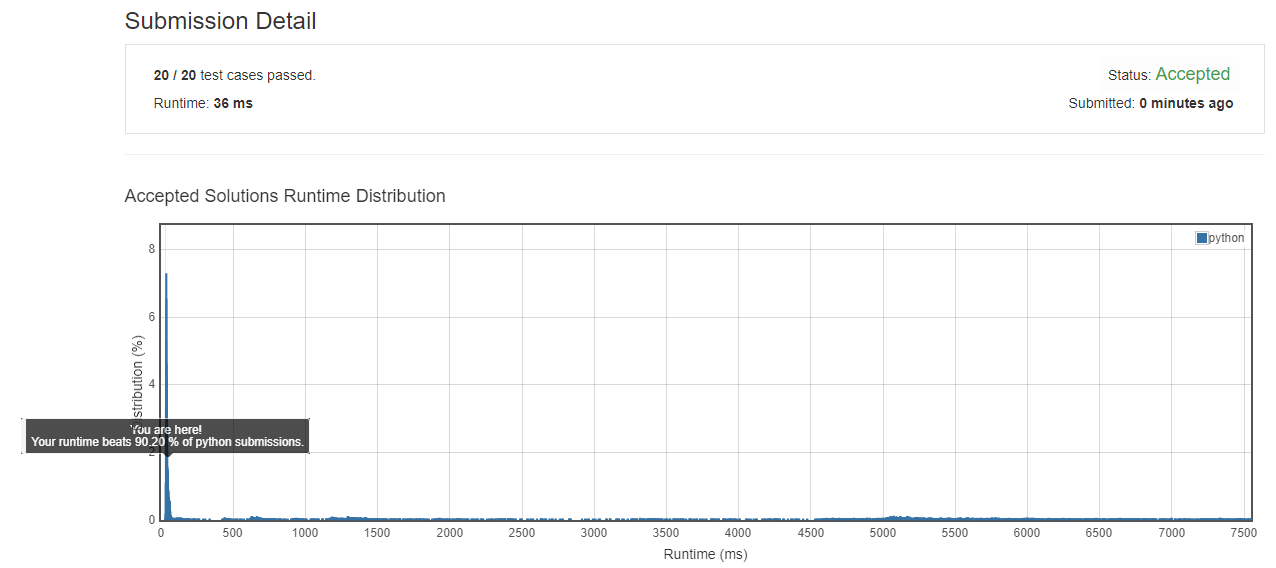 Submission Detail
20 / 20 test cases passed.
Status: Accepted
Runtime: 36 ms
Submitted: 0 minutes ago
Accepted Solutions Runtime Distribution
python
8
6
4
2
0
Distribution (%)
You are here!
Your runtime beats 90.20 % of python submissions.
0 500 1000 1500 2000 2500 3000 3500 4000 4500 5000 5500 6000 6500 7000 7500
Runtime (ms)